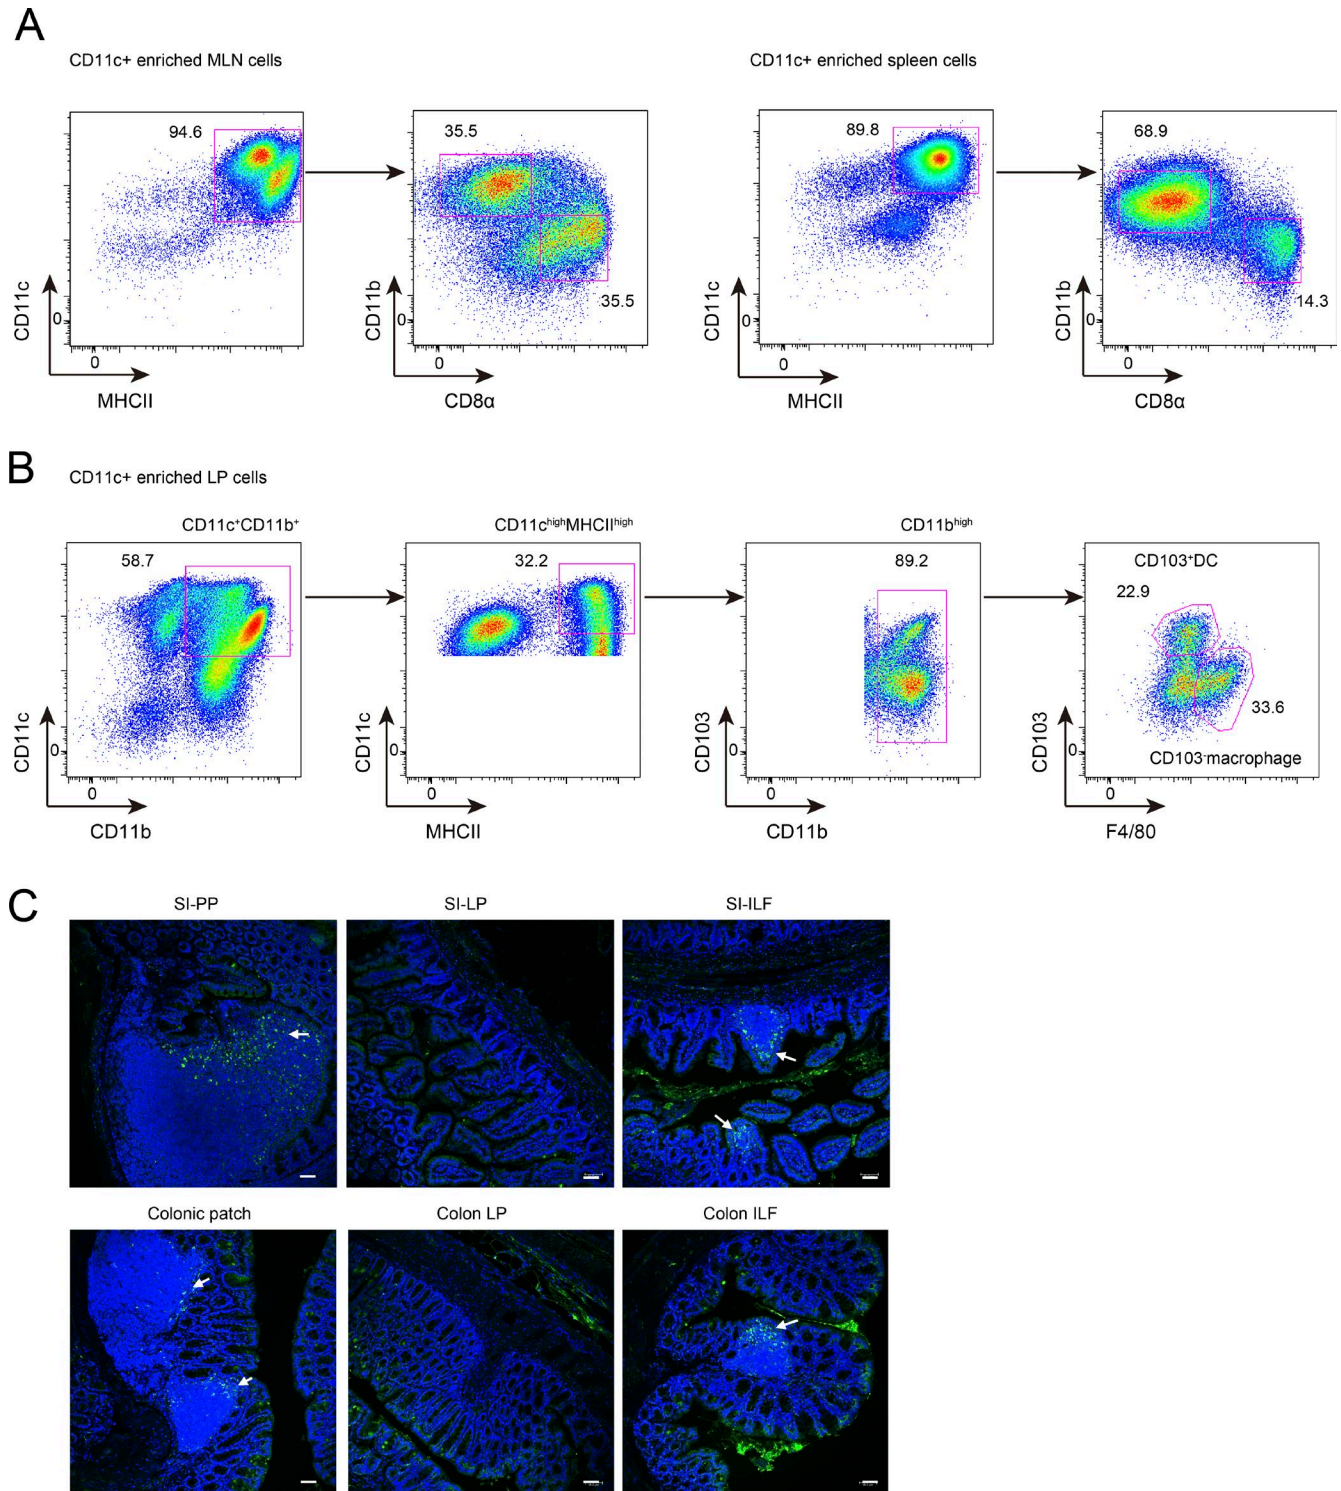 A
CD11c+ enriched MLN cells
CD11c+ enriched spleen cells
94.6
35.5
35.5
89.8
68.9
14.3
CD11c
0
0
MHCII
CD11b
0
0
CD8α
CD11c
0
0
MHCII
CD11b
0
0
CD8α
B
CD11c+ enriched LP cells
CD11c⁺CD11b⁺
CD11cʰⁱᵍʰMHCIIʰⁱᵍʰ
CD11bʰⁱᵍʰ
58.7
32.2
89.2
CD103⁺DC
22.9
33.6
CD103⁻macrophage
CD11c
0
0
CD11b
CD11c
0
0
MHCII
CD103
0
0
CD11b
CD103
0
0
F4/80
C
SI-PP
SI-LP
SI-ILF
Colonic patch
Colon LP
Colon ILF